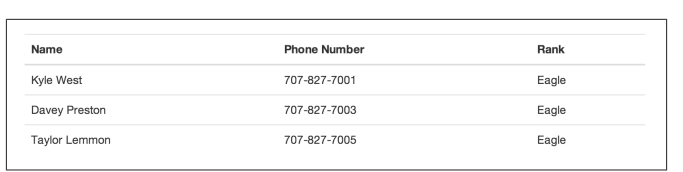 Name Phone Number Rank
Kyle West 707-827-7001 Eagle
Davey Preston 707-827-7003 Eagle
Taylor Lemmon 707-827-7005 Eagle